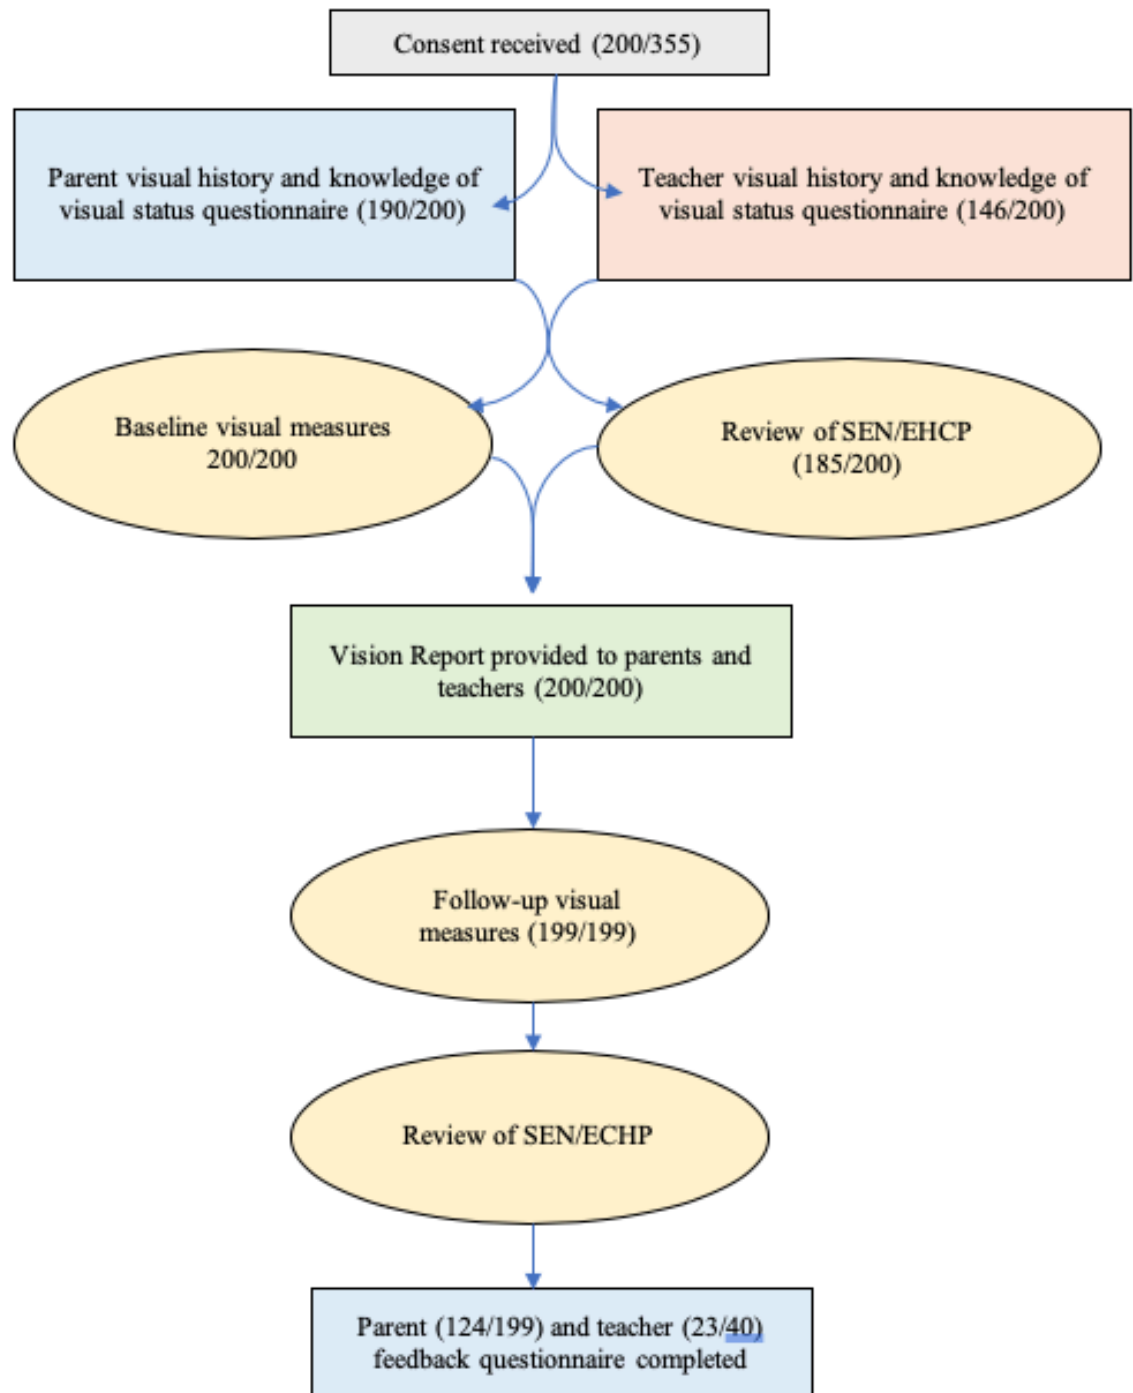 Consent received (200/355)
Parent visual history and knowledge of
visual status questionnaire (190/200)
Teacher visual history and knowledge of
visual status questionnaire (146/200)
Baseline visual measures
200/200
Review of SEN/EHCP
(185/200)
Vision Report provided to parents and
teachers (200/200)
Follow-up visual
measures (199/199)
Review of SEN/ECHP
Parent (124/199) and teacher (23/40)
feedback questionnaire completed